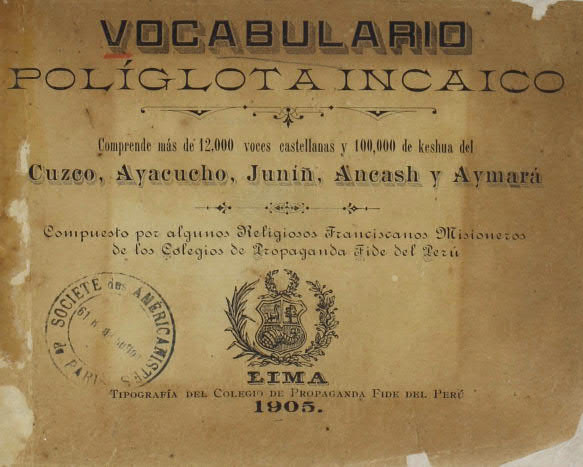 VOCABULARIO
POLÍGLOTA INCAICO
Comprende más de 12,000 voces castellanas y 100,000 de keshua del
Cuzco, Ayacucho, Junín, Ancash y Aymará
Compuesto por algunos Religiosos Franciscanos Misioneros
de los Colegios de Propaganda Fide del Perú
SOCIETE des AMERICANISTES
PARIS
LIMA
Tipografía del Colegio de Propaganda Fide del Perú
1905.